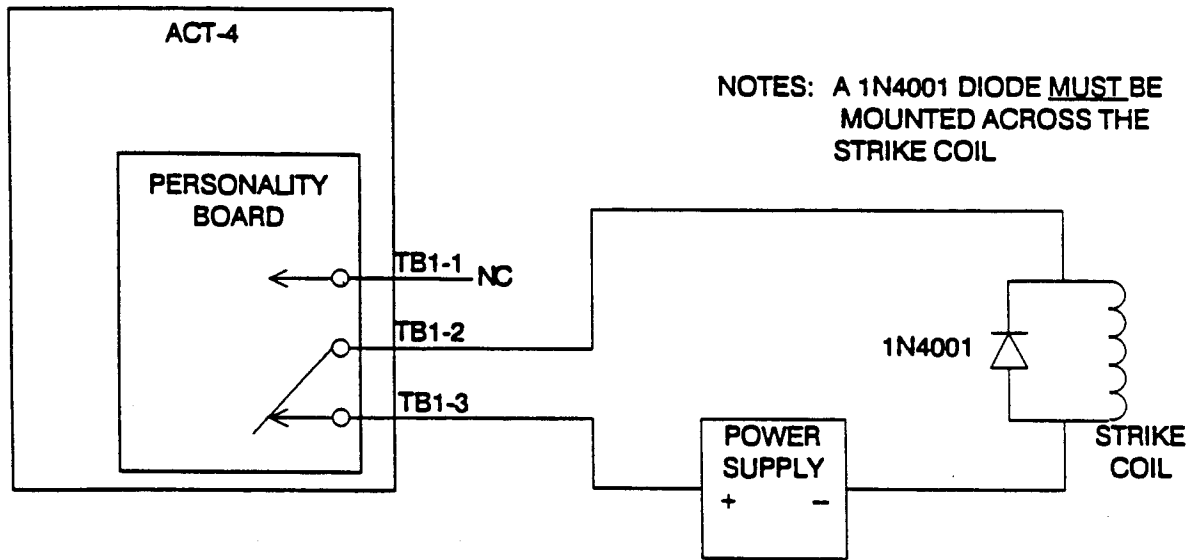 ACT-4
NOTES: A 1N4001 DIODE MUST BE
MOUNTED ACROSS THE
STRIKE COIL
PERSONALITY
BOARD
TB1-1
NC
TB1-2
1N4001
TB1-3
POWER
SUPPLY
+ –
STRIKE
COIL